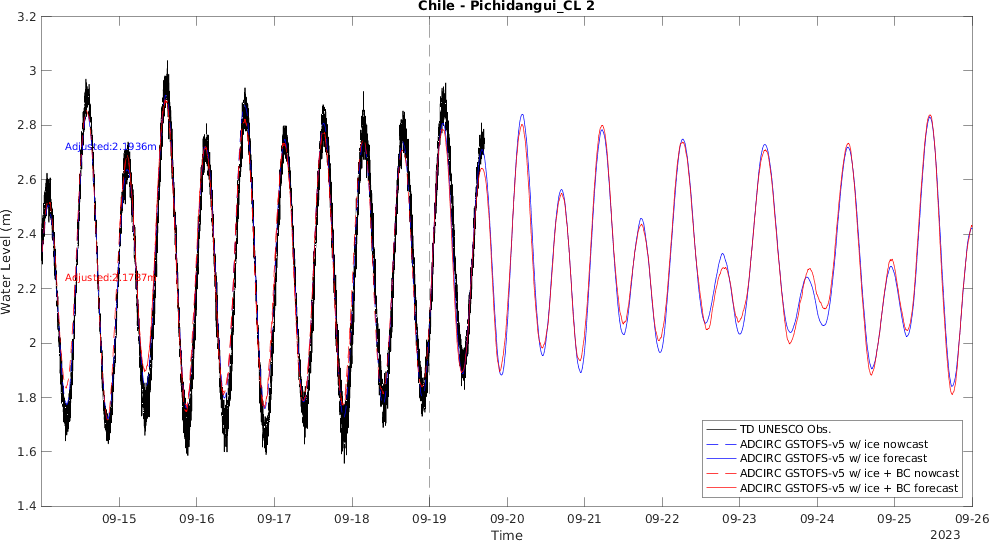 Chile - Pichidangui_CL 2
3.2
3
2.8
2.6
2.4
2.2
2
1.8
1.6
1.4
Water Level (m)
Adjusted:2.1936m
Adjusted:2.1787m
TD UNESCO Obs.
ADCIRC GSTOFS-v5 w/ ice nowcast
ADCIRC GSTOFS-v5 w/ ice forecast
ADCIRC GSTOFS-v5 w/ ice + BC nowcast
ADCIRC GSTOFS-v5 w/ ice + BC forecast
09-15 09-16 09-17 09-18 09-19 09-20 09-21 09-22 09-23 09-24 09-25 09-26
Time
2023